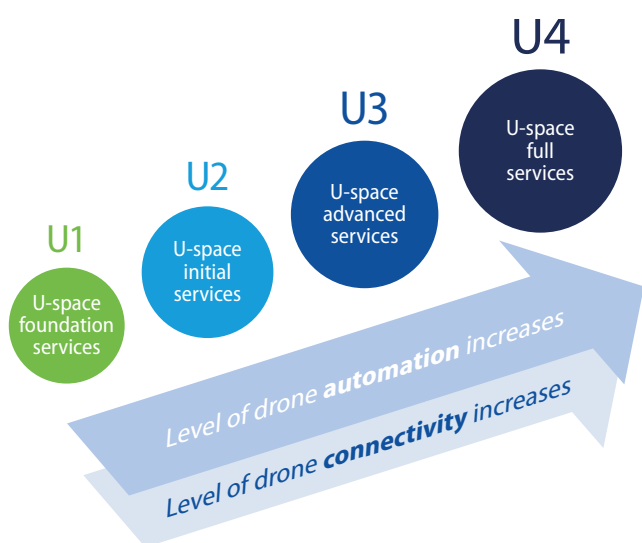 U1
U-space
foundation
services
U2
U-space
initial
services
U3
U-space
advanced
services
U4
U-space
full
services
Level of drone automation increases
Level of drone connectivity increases